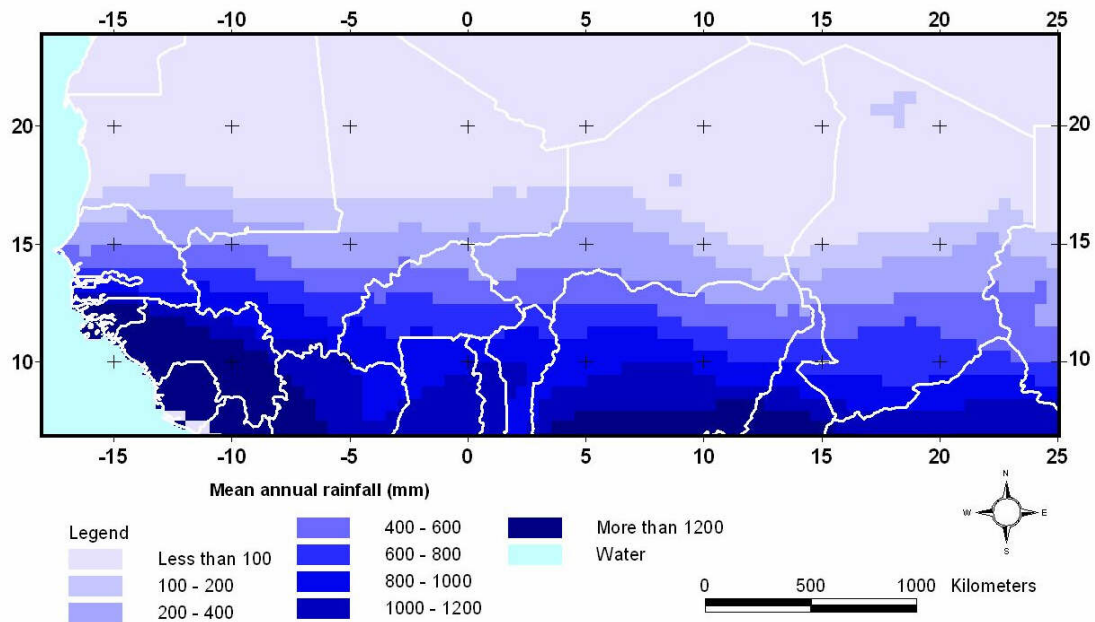 -15 -10 -5 0 5 10 15 20 25
20 20
15 15
10 10
-15 -10 -5 0 5 10 15 20 25
Mean annual rainfall (mm)
Legend
Less than 100
100 - 200
200 - 400
400 - 600
600 - 800
800 - 1000
1000 - 1200
More than 1200
Water
N
W E
S
0 500 1000 Kilometers